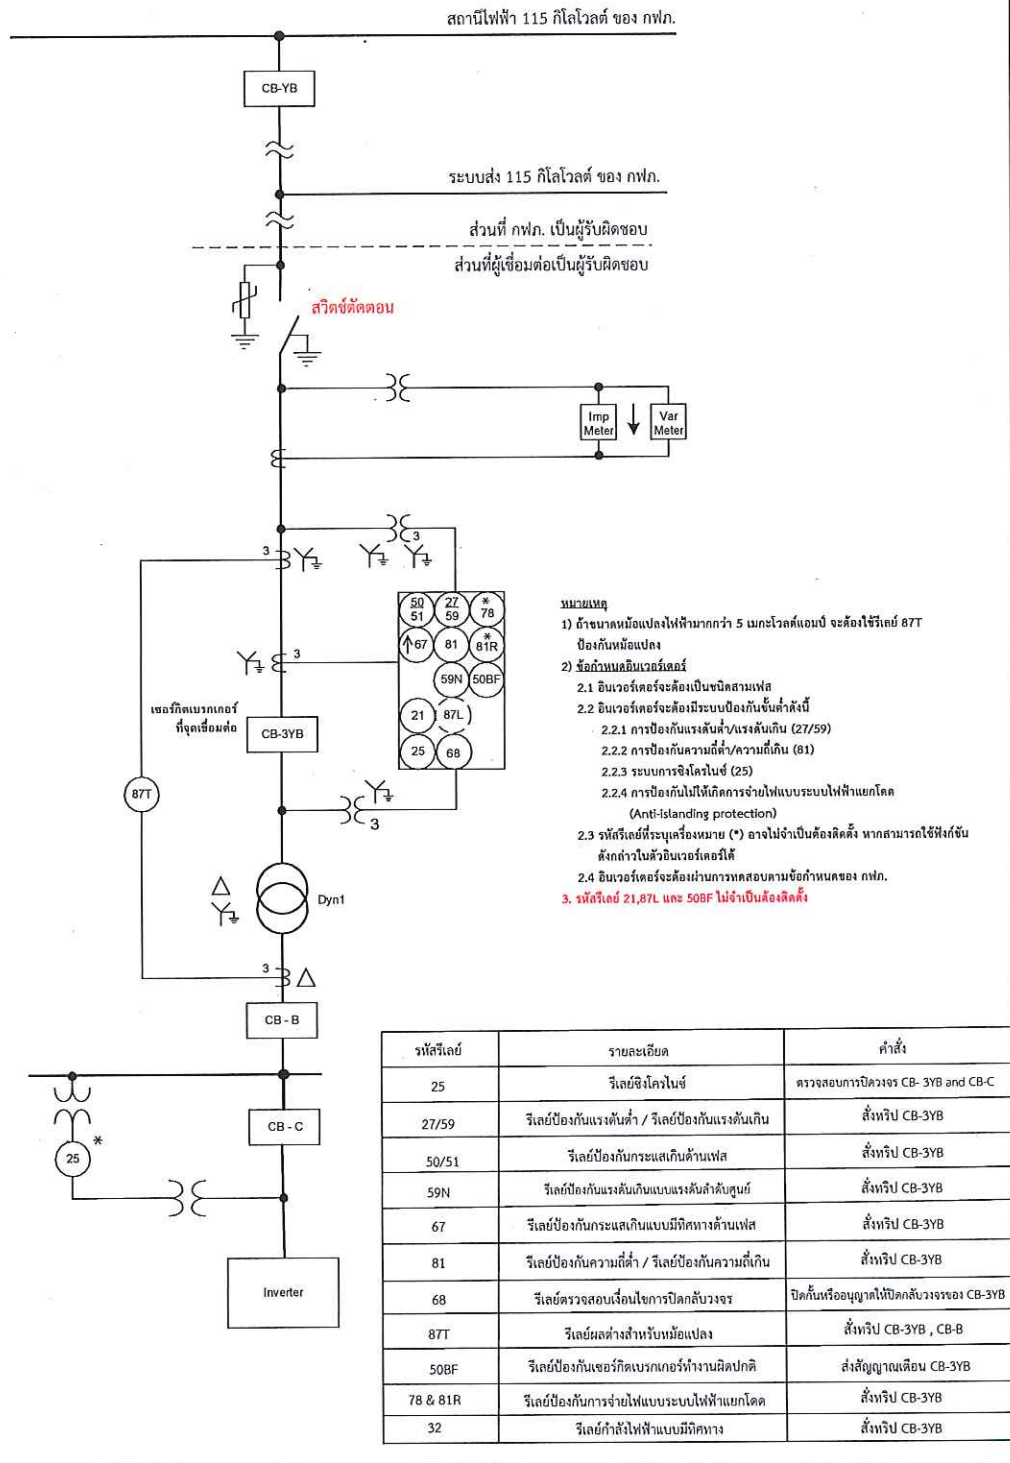 สถานีไฟฟ้า 115 กิโลโวลต์ ของ กฟภ.
CB-YB
ระบบส่ง 115 กิโลโวลต์ ของ กฟภ.
ส่วนที่ กฟภ. เป็นผู้รับผิดชอบ
ส่วนที่ผู้เชื่อมต่อเป็นผู้รับผิดชอบ
สวิตช์ตัดตอน
Imp Meter
Var Meter
3
3
50 51
27 59
* 78
67
81
* 81R
3
59N
50BF
21
87L
25
68
เซอร์กิตเบรกเกอร์
ที่จุดเชื่อมต่อ
CB-3YB
87T
3
Dyn1
3
CB - B
CB - C
25 *
Inverter
หมายเหตุ
1) ถ้าขนาดหม้อแปลงไฟฟ้ามากกว่า 5 เมกะโวลต์แอมป์ จะต้องใช้รีเลย์ 87T
ป้องกันหม้อแปลง
2) ข้อกำหนดอินเวอร์เตอร์
2.1 อินเวอร์เตอร์จะต้องเป็นชนิดสามเฟส
2.2 อินเวอร์เตอร์จะต้องมีระบบป้องกันขั้นต่ำดังนี้
2.2.1 การป้องกันแรงดันต่ำ/แรงดันเกิน (27/59)
2.2.2 การป้องกันความถี่ต่ำ/ความถี่เกิน (81)
2.2.3 ระบบการซิงโครไนซ์ (25)
2.2.4 การป้องกันไม่ให้เกิดการจ่ายไฟแบบระบบไฟฟ้าแยกโดด
(Anti-islanding protection)
2.3 รหัสรีเลย์ที่ระบุเครื่องหมาย (*) อาจไม่จำเป็นต้องติดตั้ง หากสามารถใช้ฟังก์ชัน
ดังกล่าวในตัวอินเวอร์เตอร์ได้
2.4 อินเวอร์เตอร์จะต้องผ่านการทดสอบตามข้อกำหนดของ กฟภ.
3. รหัสรีเลย์ 21,87L และ 50BF ไม่จำเป็นต้องติดตั้ง
รหัสรีเลย์ รายละเอียด คำสั่ง
25 รีเลย์ซิงโครไนซ์ ตรวจสอบการปิดวงจร CB- 3YB and CB-C
27/59 รีเลย์ป้องกันแรงดันต่ำ / รีเลย์ป้องกันแรงดันเกิน สั่งทริป CB-3YB
50/51 รีเลย์ป้องกันกระแสเกินด้านเฟส สั่งทริป CB-3YB
59N รีเลย์ป้องกันแรงดันเกินแบบแรงดันลำดับศูนย์ สั่งทริป CB-3YB
67 รีเลย์ป้องกันกระแสเกินแบบมีทิศทางด้านเฟส สั่งทริป CB-3YB
81 รีเลย์ป้องกันความถี่ต่ำ / รีเลย์ป้องกันความถี่เกิน สั่งทริป CB-3YB
68 รีเลย์ตรวจสอบเงื่อนไขการปิดกลับวงจร ปิดกั้นหรืออนุญาตให้ปิดกลับวงจรของ CB-3YB
87T รีเลย์ผลต่างสำหรับหม้อแปลง สั่งทริป CB-3YB , CB-B
50BF รีเลย์ป้องกันเซอร์กิตเบรกเกอร์ทำงานผิดปกติ ส่งสัญญาณเตือน CB-3YB
78 & 81R รีเลย์ป้องกันการจ่ายไฟแบบระบบไฟฟ้าแยกโดด สั่งทริป CB-3YB
32 รีเลย์กำลังไฟฟ้าแบบมีทิศทาง สั่งทริป CB-3YB